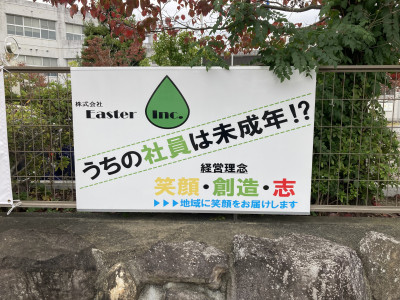 株式会社
Easter Inc.
うちの社員は未成年!?
経営理念
笑顔・創造・志
▶▶▶地域に笑顔をお届けします